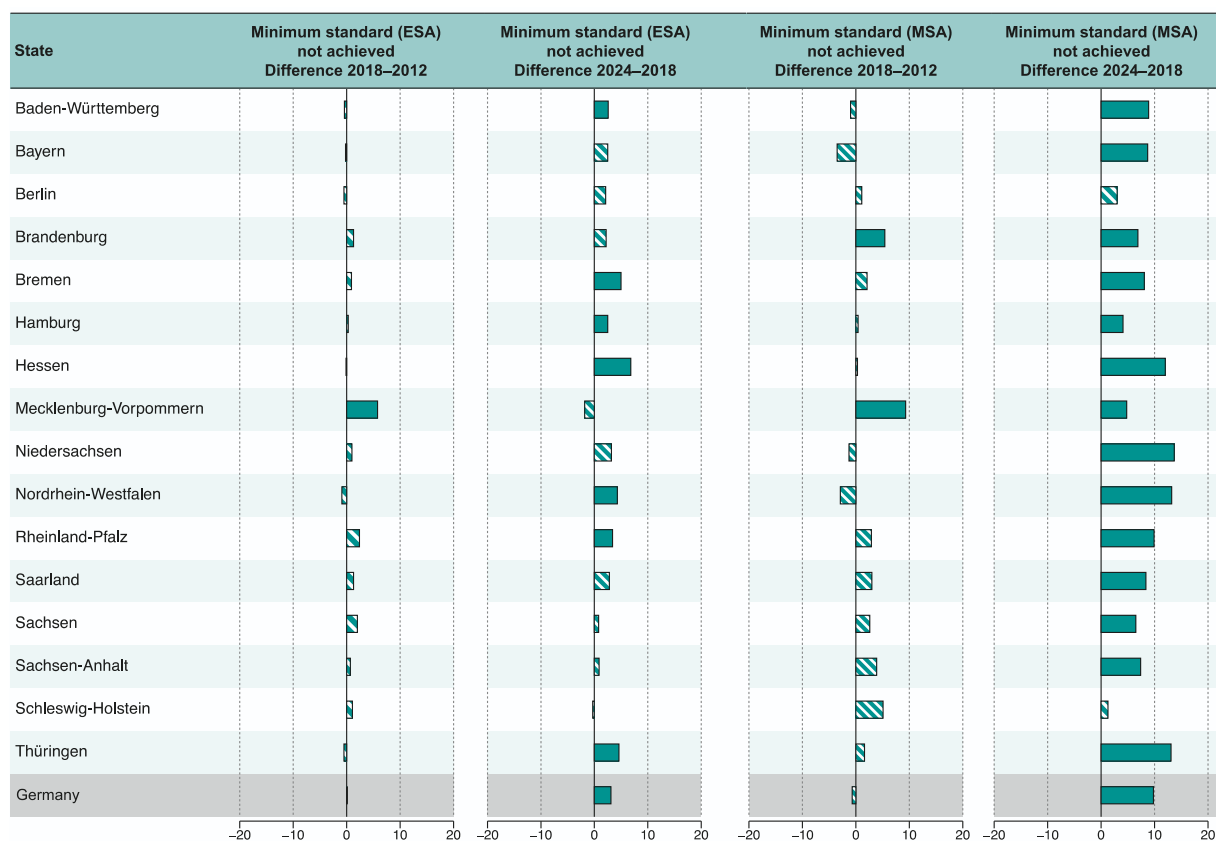 State
Minimum standard (ESA)
not achieved
Difference 2018–2012
Minimum standard (ESA)
not achieved
Difference 2024–2018
Minimum standard (MSA)
not achieved
Difference 2018–2012
Minimum standard (MSA)
not achieved
Difference 2024–2018
Baden-Württemberg
Bayern
Berlin
Brandenburg
Bremen
Hamburg
Hessen
Mecklenburg-Vorpommern
Niedersachsen
Nordrhein-Westfalen
Rheinland-Pfalz
Saarland
Sachsen
Sachsen-Anhalt
Schleswig-Holstein
Thüringen
Germany
−20 −10 0 10 20 −20 −10 0 10 20 −20 −10 0 10 20 −20 −10 0 10 20